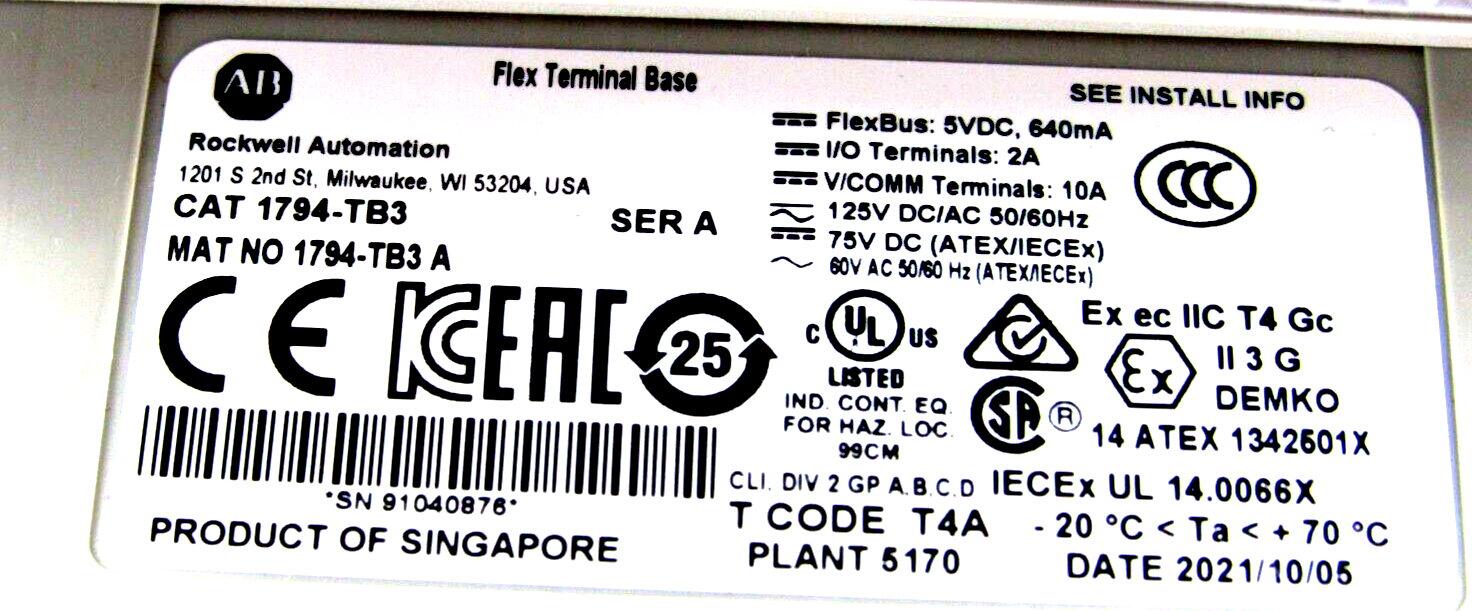 AB
Flex Terminal Base
SEE INSTALL INFO
Rockwell Automation
1201 S 2nd St, Milwaukee, WI 53204, USA
CAT 1794-TB3
SER A
MAT NO 1794-TB3 A
FlexBus: 5VDC, 640mA
I/O Terminals: 2A
V/COMM Terminals: 10A
125V DC/AC 50/60Hz
75V DC (ATEX/IECEx)
60V AC 50/60 Hz (ATEX/IECEx)
CCC
CE KC EAC 25
C UL US
LISTED
IND. CONT. EQ.
FOR HAZ. LOC.
99CM
SA ®
Ex ec IIC T4 Gc
Ex II 3 G
DEMKO
14 ATEX 1342501X
*SN 91040876*
PRODUCT OF SINGAPORE
CLI. DIV 2 GP A.B.C.D
IECEx UL 14.0066X
T CODE T4A
- 20 °C < Ta < + 70 °C
PLANT 5170
DATE 2021/10/05